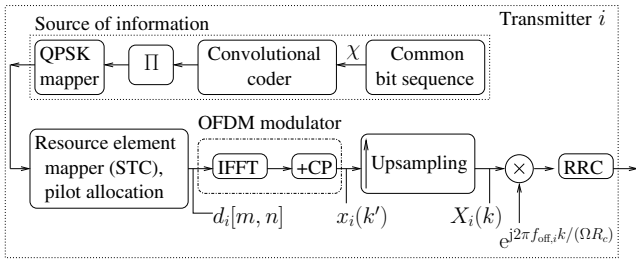 Source of information
Transmitter i
QPSK mapper
Π
Convolutional coder
χ
Common bit sequence
OFDM modulator
Resource element mapper (STC), pilot allocation
IFFT
+CP
Upsampling
×
RRC
d_i[m, n]
x_i(k′)
X_i(k)
e^{j2πf_{off,i}k/(ΩR_c)}